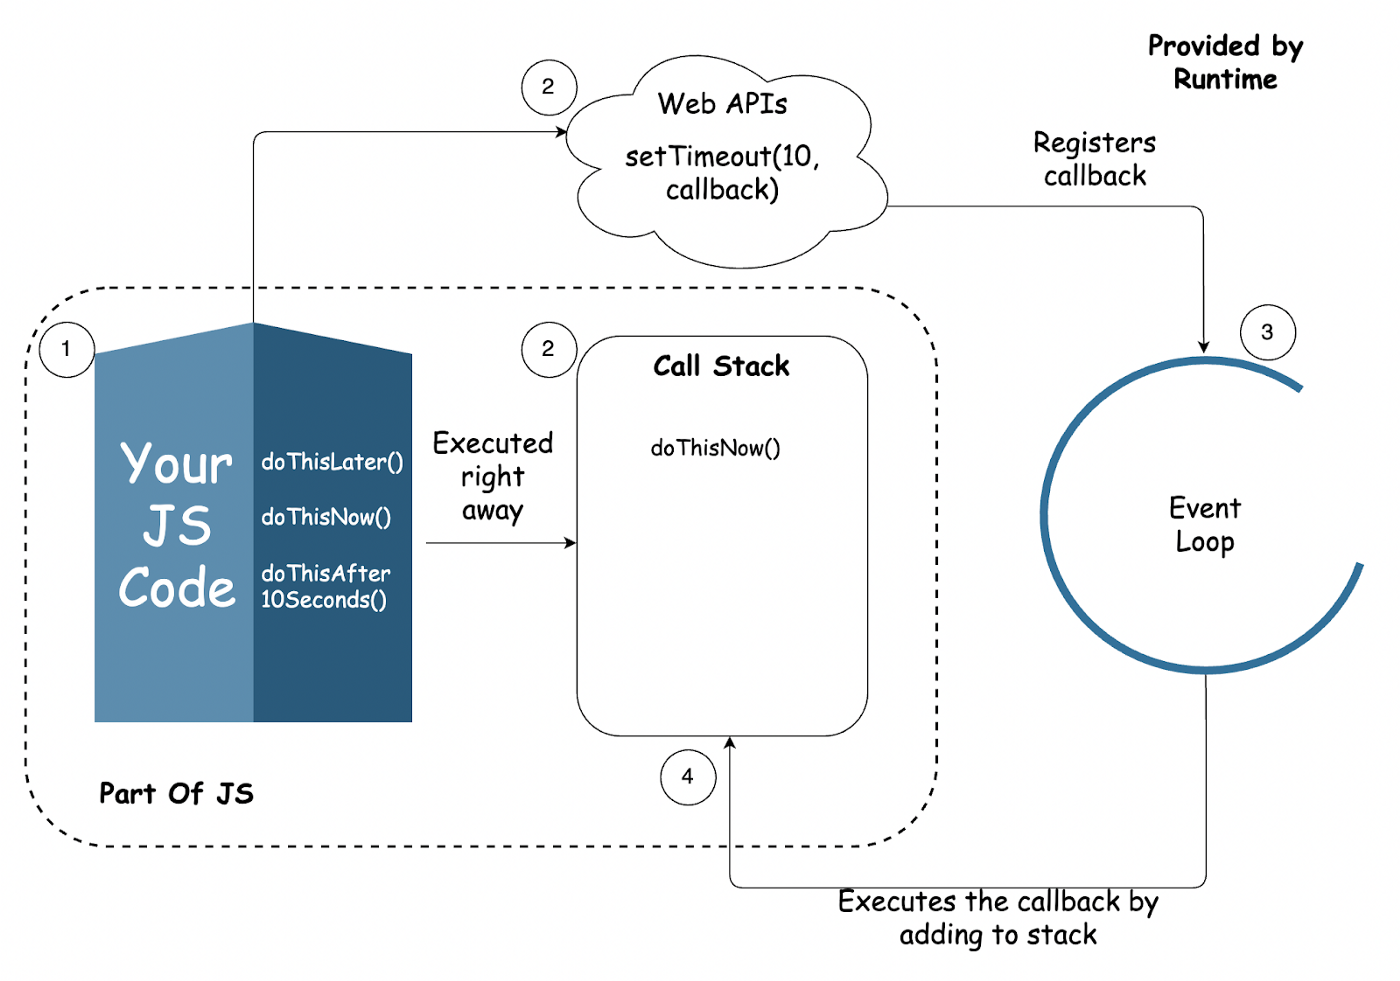 Provided by
Runtime
2
Web APIs
setTimeout(10,
callback)
Registers
callback
1
2
3
Call Stack
doThisNow()
Your
JS
Code
doThisLater()
doThisNow()
doThisAfter
10Seconds()
Executed
right
away
Event
Loop
4
Part Of JS
Executes the callback by
adding to stack